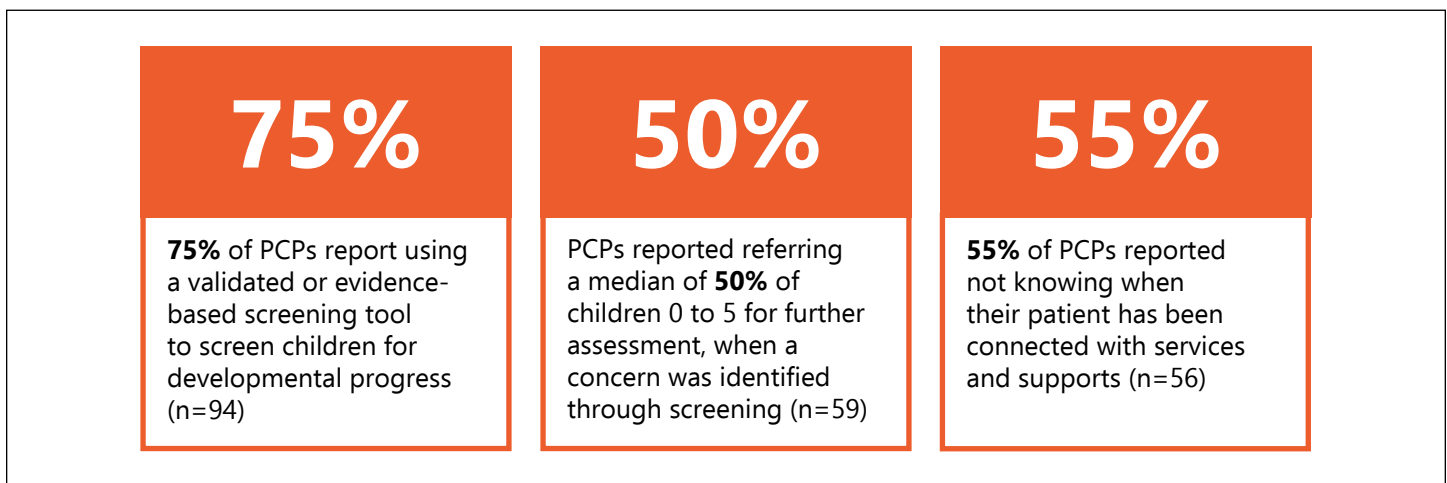 75%
75% of PCPs report using
a validated or evidence-
based screening tool
to screen children for
developmental progress
(n=94)
50%
PCPs reported referring
a median of 50% of
children 0 to 5 for further
assessment, when a
concern was identified
through screening (n=59)
55%
55% of PCPs reported
not knowing when
their patient has been
connected with services
and supports (n=56)